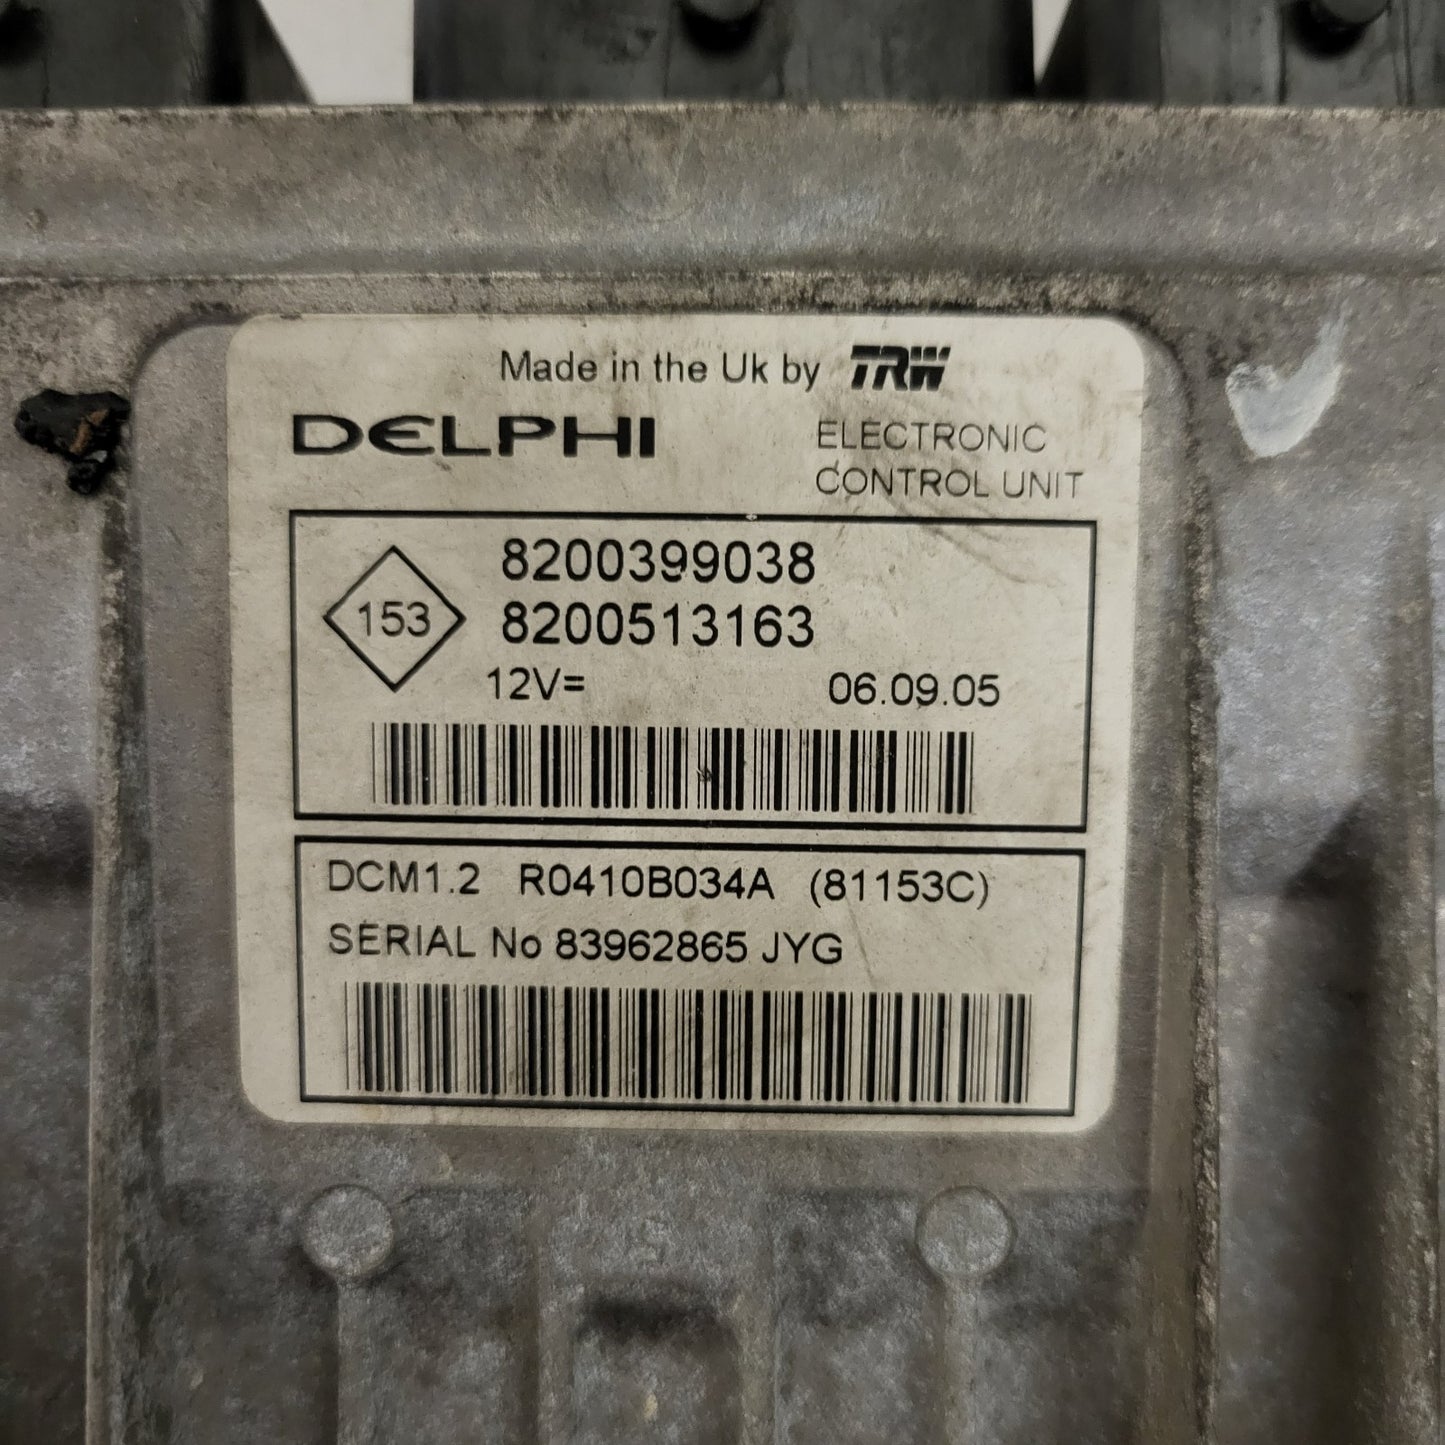 Made in the Uk by TRW
DELPHI
ELECTRONIC
CONTROL UNIT
8200399038
153
8200513163
12V= 06.09.05
DCM1.2 R0410B034A (81153C)
SERIAL No 83962865 JYG